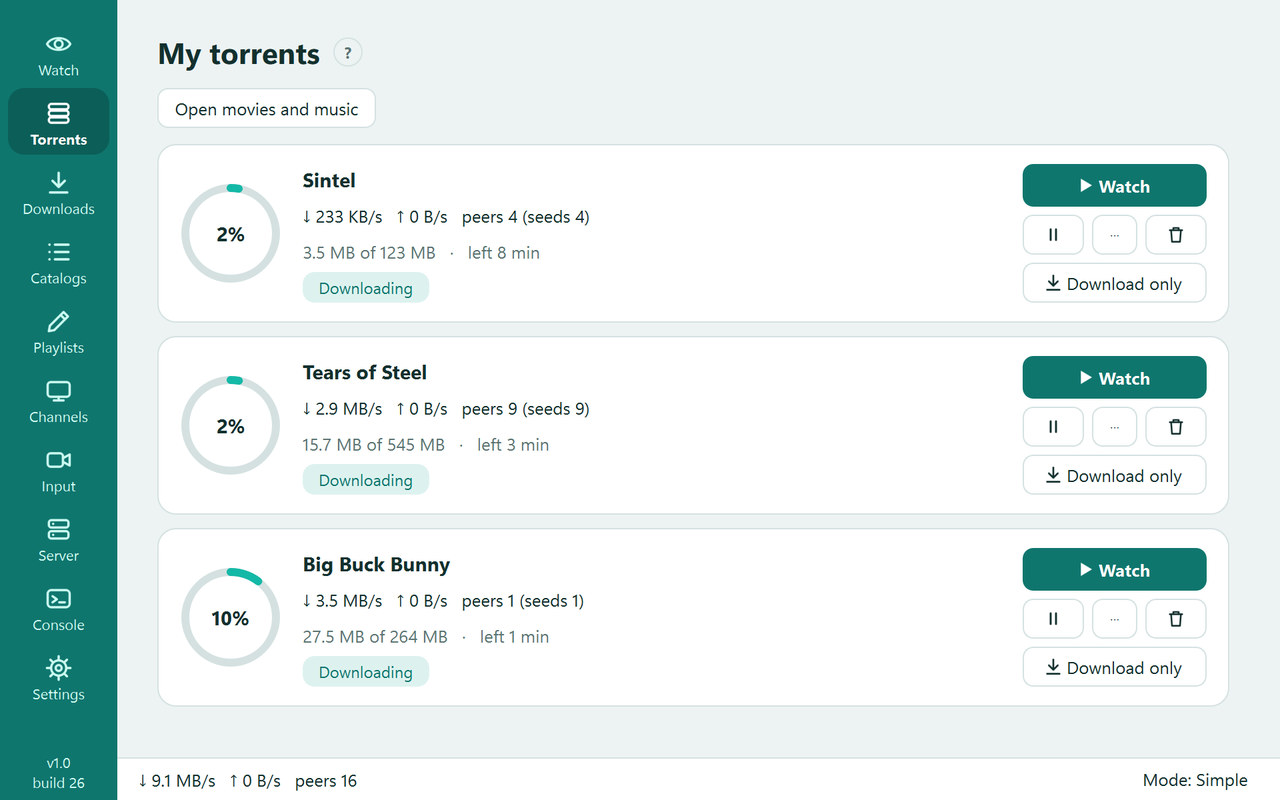 Watch
Torrents
Downloads
Catalogs
Playlists
Channels
Input
Server
Console
Settings
v1.0
build 26
My torrents ?
Open movies and music
Sintel
↓ 233 KB/s ↑ 0 B/s peers 4 (seeds 4)
3.5 MB of 123 MB · left 8 min
2%
Downloading
▶ Watch
...
Download only
Tears of Steel
↓ 2.9 MB/s ↑ 0 B/s peers 9 (seeds 9)
15.7 MB of 545 MB · left 3 min
2%
Downloading
▶ Watch
...
Download only
Big Buck Bunny
↓ 3.5 MB/s ↑ 0 B/s peers 1 (seeds 1)
27.5 MB of 264 MB · left 1 min
10%
Downloading
▶ Watch
...
Download only
↓ 9.1 MB/s ↑ 0 B/s peers 16
Mode: Simple